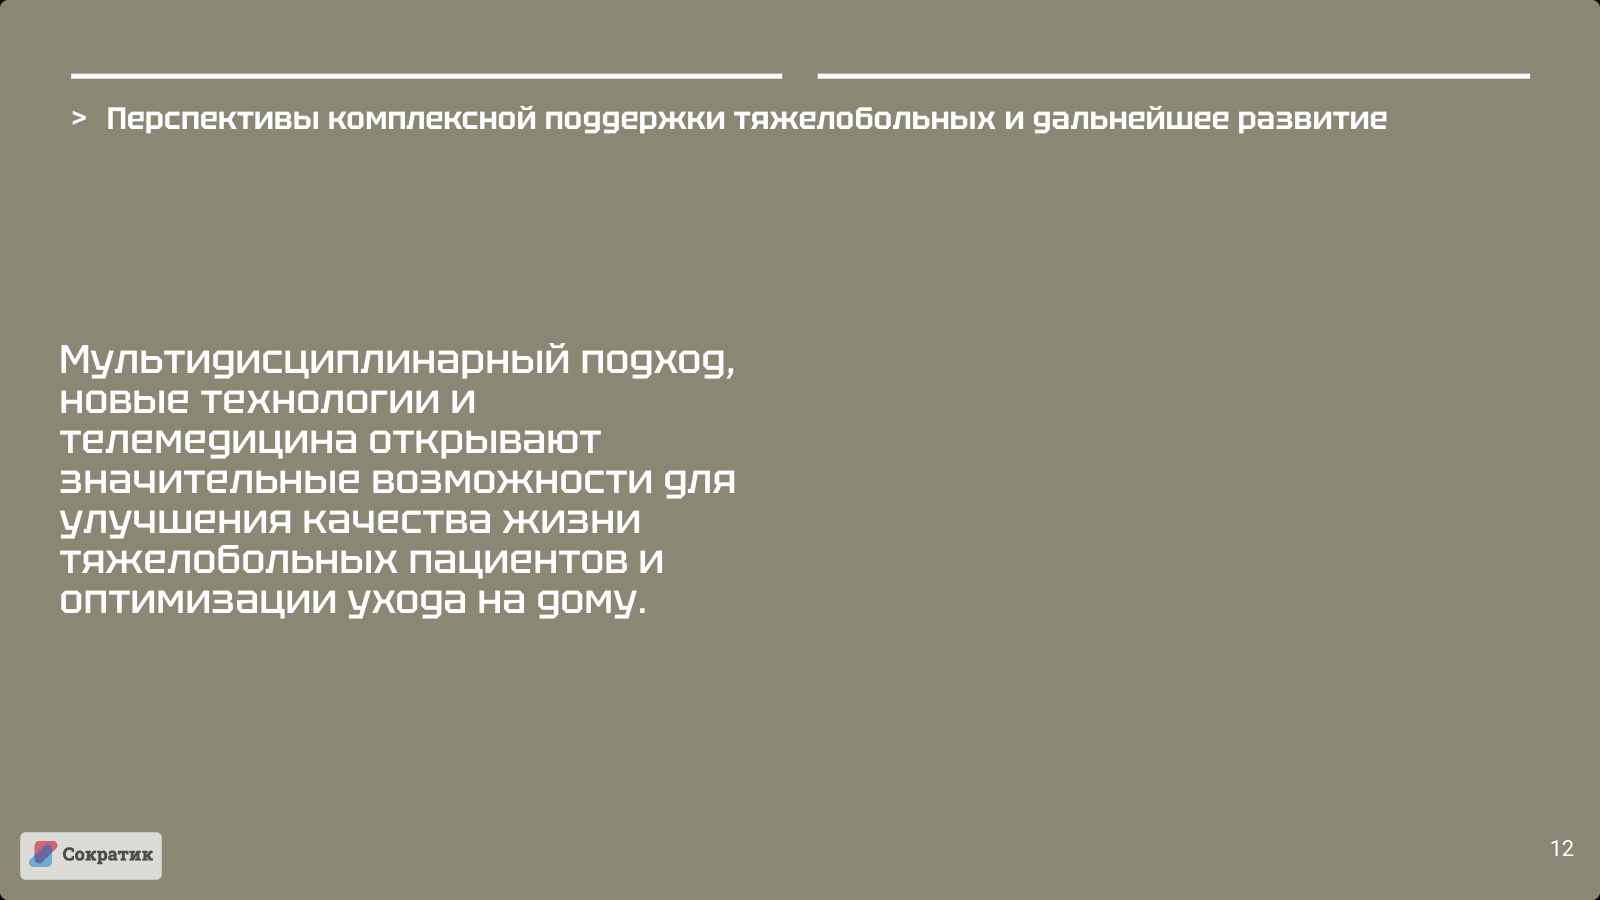 > Перспективы комплексной поддержки тяжелобольных и дальнейшее развитие
Мультидисциплинарный подход,
новые технологии и
телемедицина открывают
значительные возможности для
улучшения качества жизни
тяжелобольных пациентов и
оптимизации ухода на дому.
Сократик
12